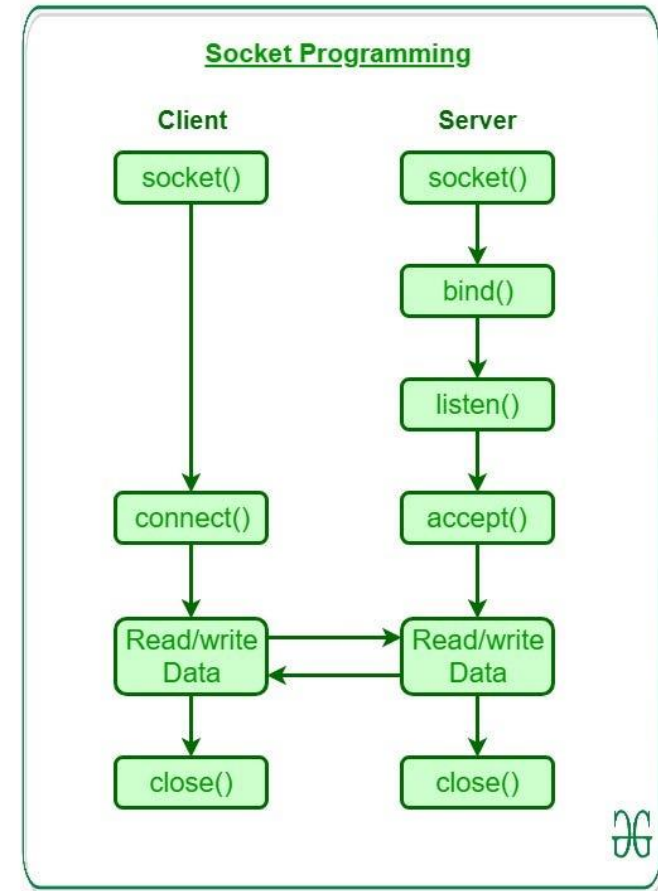 Socket Programming
Client
Server
socket()
socket()
bind()
listen()
connect()
accept()
Read/write
Data
Read/write
Data
close()
close()